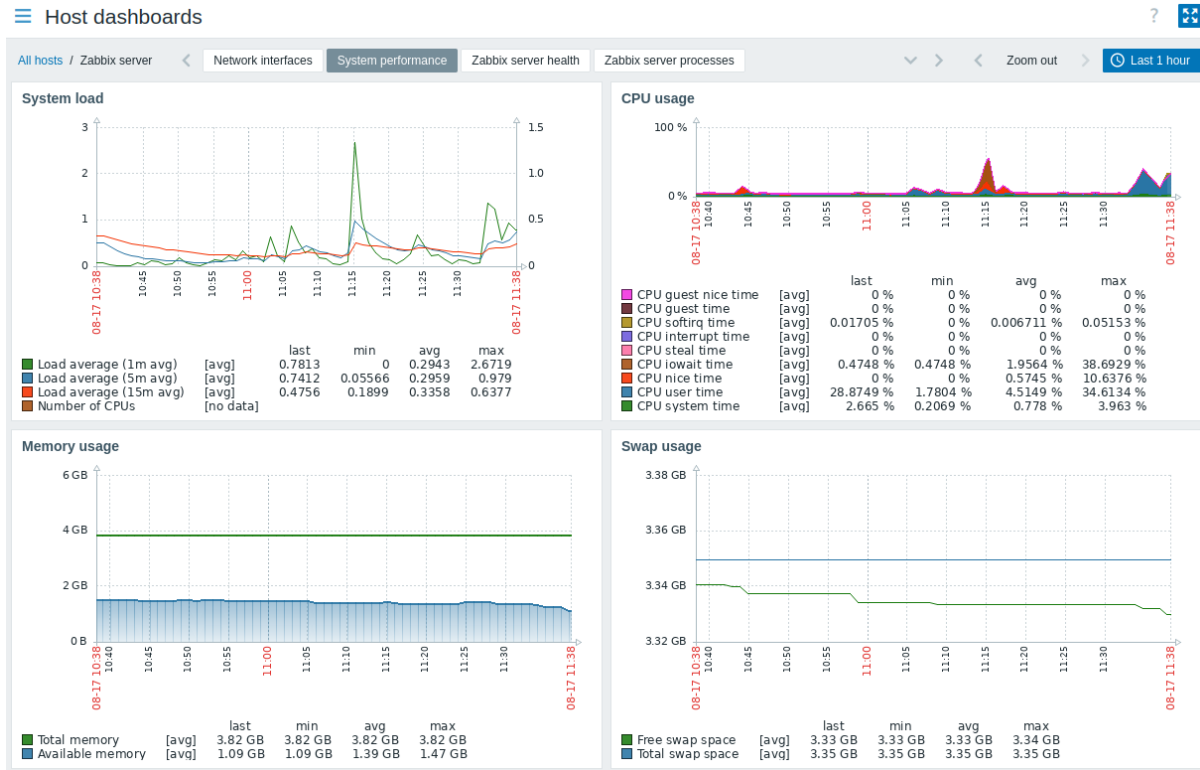 Host dashboards ?
All hosts / Zabbix server Network interfaces System performance Zabbix server health Zabbix server processes Zoom out Last 1 hour
System load
3 1.5
2 1.0
1 0.5
0 0
08-17 10:38 10:45 10:50 10:55 11:00 11:05 11:10 11:15 11:20 11:25 11:30 08-17 11:38
last min avg max
Load average (1m avg) [avg] 0.7813 0 0.2943 2.6719
Load average (5m avg) [avg] 0.7412 0.05566 0.2959 0.979
Load average (15m avg) [avg] 0.4756 0.1899 0.3358 0.6377
Number of CPUs [no data]
CPU usage
100 %
0 %
08-17 10:38 10:40 10:45 10:50 10:55 11:00 11:05 11:10 11:15 11:20 11:25 11:30 08-17 11:38
last min avg max
CPU guest nice time [avg] 0 % 0 % 0 % 0 %
CPU guest time [avg] 0 % 0 % 0 % 0 %
CPU softirq time [avg] 0.01705 % 0 % 0.006711 % 0.05153 %
CPU interrupt time [avg] 0 % 0 % 0 % 0 %
CPU steal time [avg] 0 % 0 % 0 % 0 %
CPU iowait time [avg] 0.4748 % 0.4748 % 1.9564 % 38.6929 %
CPU nice time [avg] 0 % 0 % 0.5745 % 10.6376 %
CPU user time [avg] 28.8749 % 1.7804 % 4.5149 % 34.6134 %
CPU system time [avg] 2.665 % 0.2069 % 0.778 % 3.963 %
Memory usage
6 GB
4 GB
2 GB
0 B
08-17 10:38 10:40 10:45 10:50 10:55 11:00 11:05 11:10 11:15 11:20 11:25 11:30 08-17 11:38
last min avg max
Total memory [avg] 3.82 GB 3.82 GB 3.82 GB 3.82 GB
Available memory [avg] 1.09 GB 1.09 GB 1.39 GB 1.47 GB
Swap usage
3.38 GB
3.36 GB
3.34 GB
3.32 GB
08-17 10:38 10:40 10:45 10:50 10:55 11:00 11:05 11:10 11:15 11:20 11:25 11:30 08-17 11:38
last min avg max
Free swap space [avg] 3.33 GB 3.33 GB 3.33 GB 3.34 GB
Total swap space [avg] 3.35 GB 3.35 GB 3.35 GB 3.35 GB